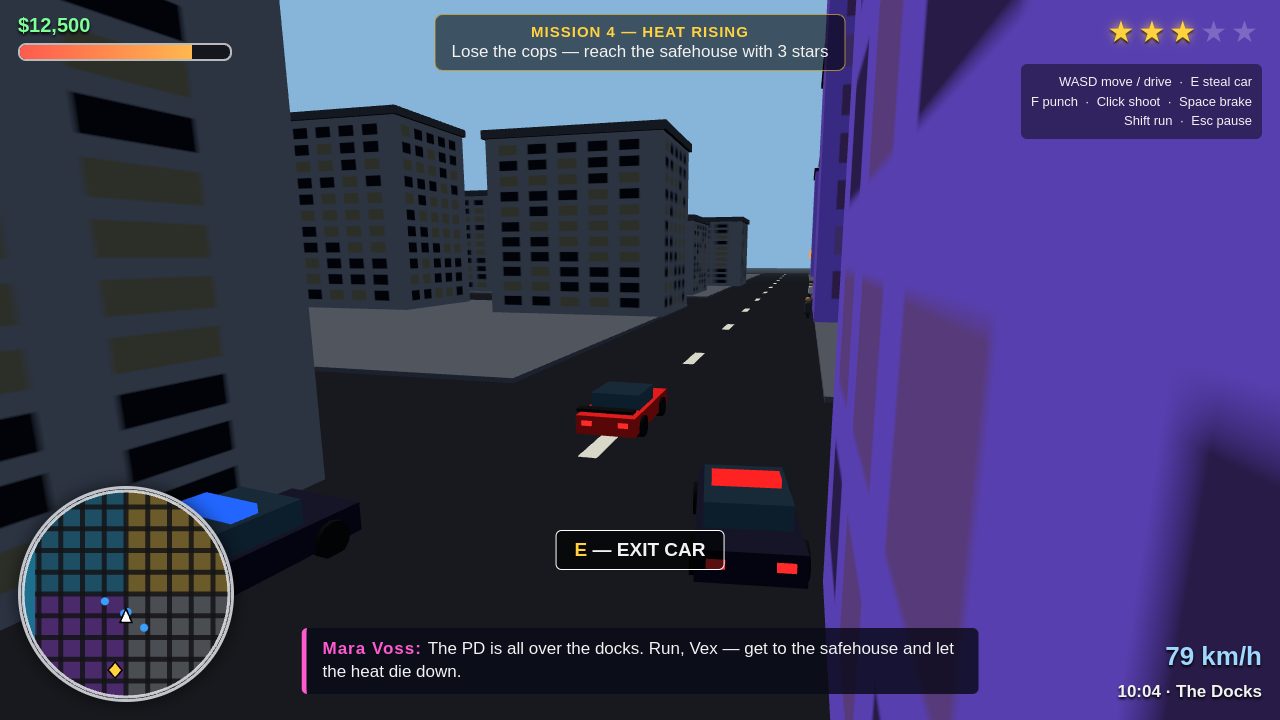 $12,500
MISSION 4 — HEAT RISING
Lose the cops — reach the safehouse with 3 stars
WASD move / drive · E steal car
F punch · Click shoot · Space brake
Shift run · Esc pause
E — EXIT CAR
Mara Voss: The PD is all over the docks. Run, Vex — get to the safehouse and let
the heat die down.
79 km/h
10:04 · The Docks